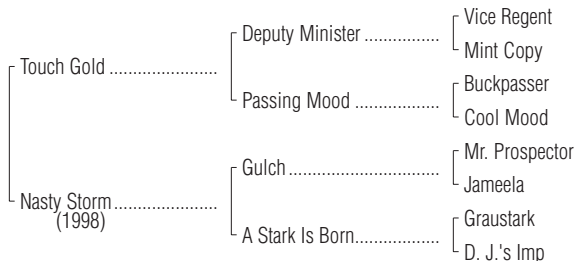 Vice Regent
Deputy Minister ................
Mint Copy
Touch Gold ......................
Buckpasser
Passing Mood ..................
Cool Mood
Mr. Prospector
Gulch ..............................
Jameela
Nasty Storm .....................
(1998)
Graustark
A Stark Is Born.................
D. J.'s Imp